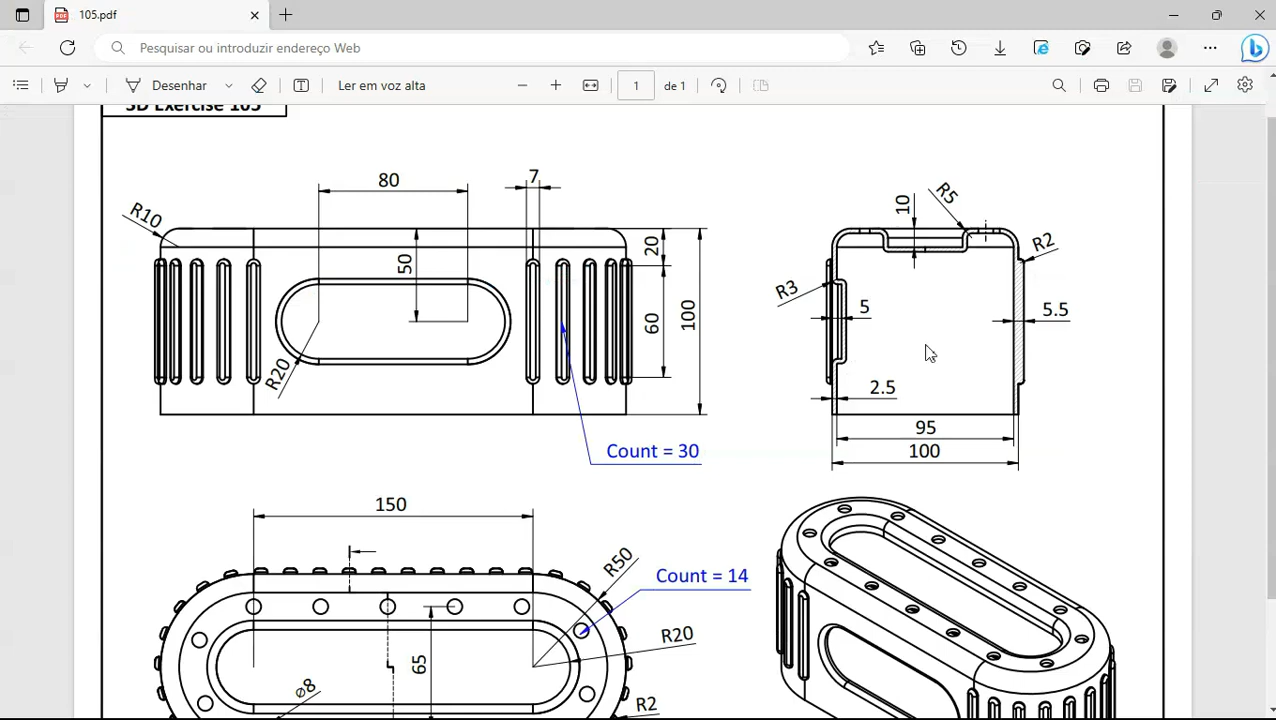 105.pdf
Pesquisar ou introduzir endereço Web
Desenhar
Ler em voz alta
1
de 1
3D Exercise 105
80
7
R10
50
20
60
100
R20
Count = 30
10
R5
R2
R3
5
5.5
2.5
95
100
150
R50
Count = 14
R20
65
⌀8
R2